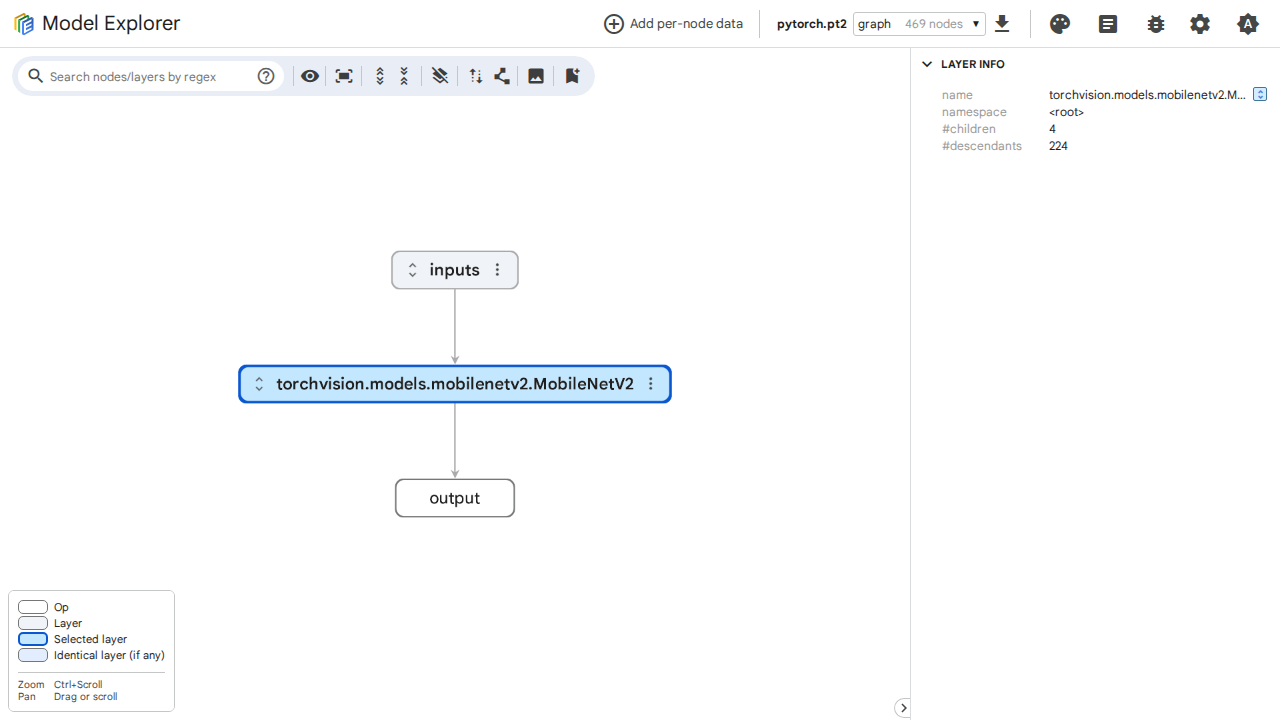 Model Explorer
Add per-node data
pytorch.pt2 graph 469 nodes
Search nodes/layers by regex
LAYER INFO
name torchvision.models.mobilenetv2.M...
namespace <root>
#children 4
#descendants 224
inputs
torchvision.models.mobilenetv2.MobileNetV2
output
Op
Layer
Selected layer
Identical layer (if any)
Zoom Ctrl+Scroll
Pan Drag or scroll